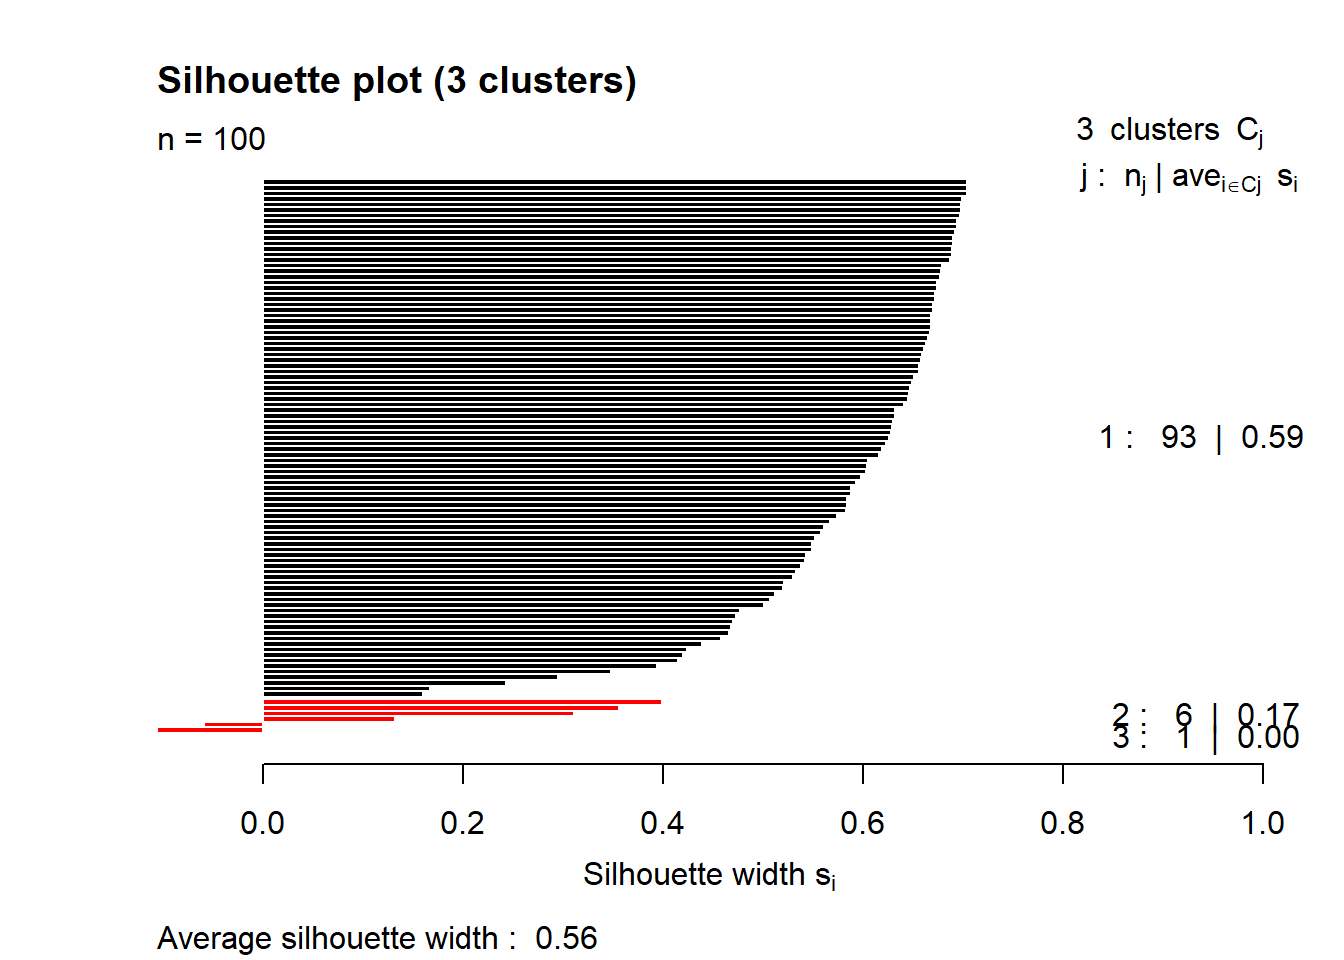 Silhouette plot (3 clusters)
n = 100
3 clusters Cj
j : nj | avei∈Cj si
1 : 93 | 0.59
2 : 6 | 0.17
3 : 1 | 0.00
0.0 0.2 0.4 0.6 0.8 1.0
Silhouette width si
Average silhouette width : 0.56